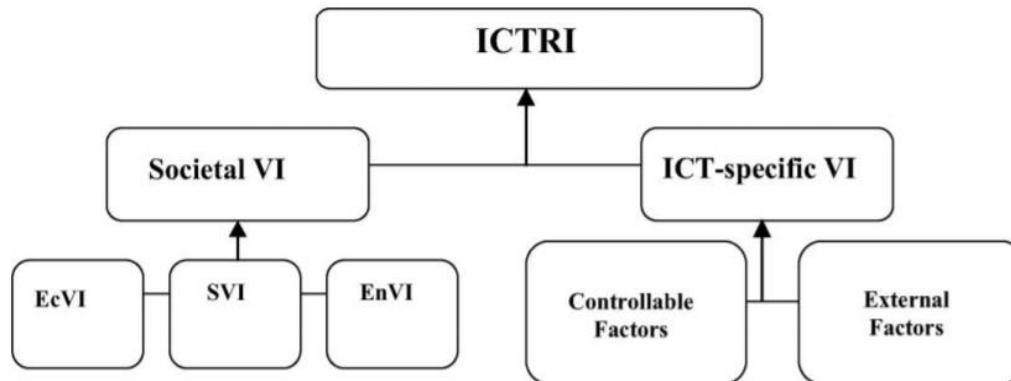 ICTRI
Societal VI
ICT-specific VI
EcVI
SVI
EnVI
Controllable
Factors
External
Factors